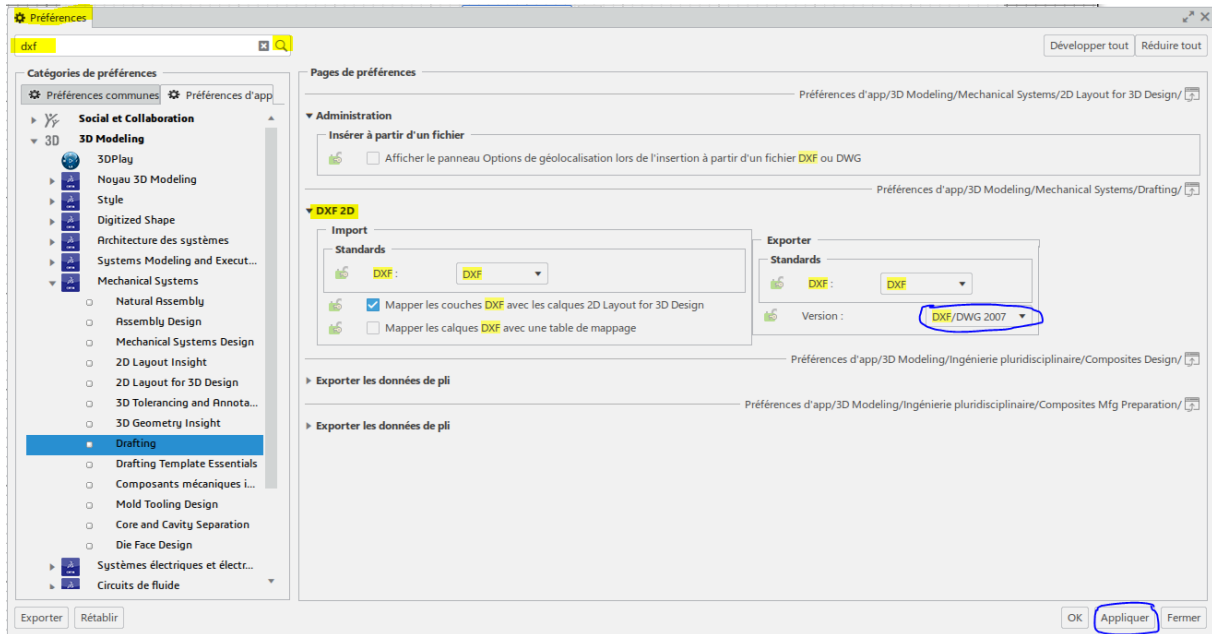 Préférences
dxf
Développer tout
Réduire tout
Catégories de préférences
Préférences communes
Préférences d'app
Social et Collaboration
3D Modeling
3DPlay
Noyau 3D Modeling
Style
Digitized Shape
Architecture des systèmes
Systems Modeling and Execut...
Mechanical Systems
Natural Assembly
Assembly Design
Mechanical Systems Design
2D Layout Insight
2D Layout for 3D Design
3D Tolerancing and Annota...
3D Geometry Insight
Drafting
Drafting Template Essentials
Composants mécaniques i...
Mold Tooling Design
Core and Cavity Separation
Die Face Design
Systèmes électriques et électr...
Circuits de fluide
Pages de préférences
Préférences d'app/3D Modeling/Mechanical Systems/2D Layout for 3D Design/
Administration
Insérer à partir d'un fichier
Afficher le panneau Options de géolocalisation lors de l'insertion à partir d'un fichier DXF ou DWG
Préférences d'app/3D Modeling/Mechanical Systems/Drafting/
DXF 2D
Import
Standards
DXF : DXF
Mapper les couches DXF avec les calques 2D Layout for 3D Design
Mapper les calques DXF avec une table de mappage
Exporter
Standards
DXF : DXF
Version : DXF/DWG 2007
Préférences d'app/3D Modeling/Ingénierie pluridisciplinaire/Composites Design/
Exporter les données de pli
Préférences d'app/3D Modeling/Ingénierie pluridisciplinaire/Composites Mfg Preparation/
Exporter les données de pli
Exporter
Rétablir
OK
Appliquer
Fermer